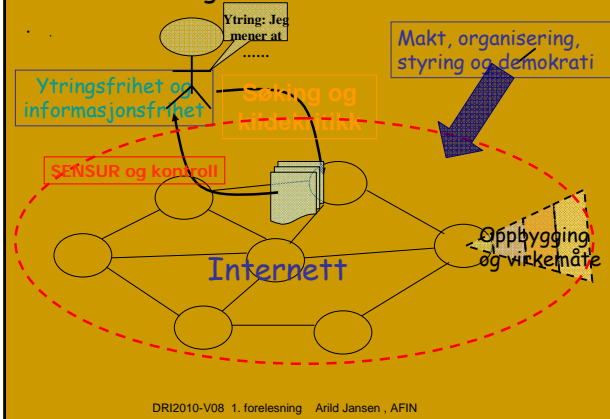 Ytring: Jeg
mener at
......
Makt, organisering,
styring og demokrati
Ytringsfrihet og
informasjonsfrihet
Søking og
kildekritikk
SENSUR og kontroll
Oppbygging
og virkemåte
Internett
DRI2010-V08 1. forelesning Arild Jansen , AFIN